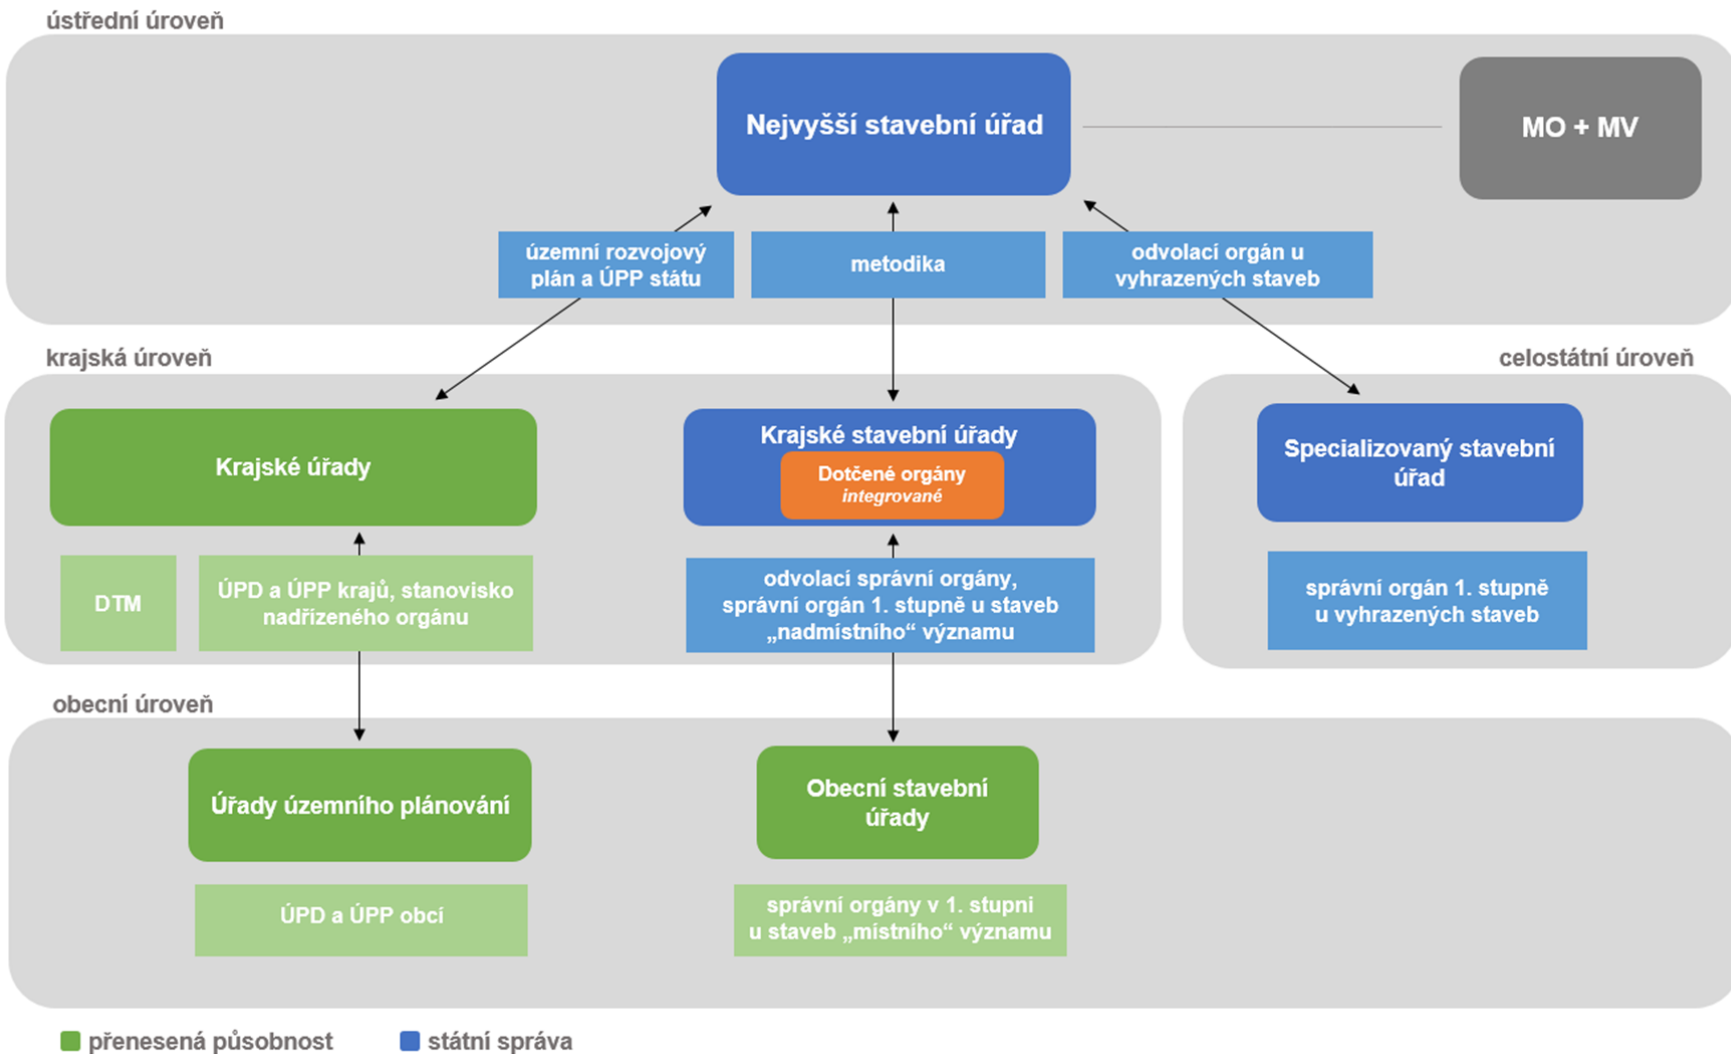 ústřední úroveň
Nejvyšší stavební úřad
MO + MV
územní rozvojový
plán a ÚPP státu
metodika
odvolací orgán u
vyhrazených staveb
krajská úroveň
celostátní úroveň
Krajské úřady
Krajské stavební úřady
Dotčené orgány
integrované
Specializovaný stavební
úřad
DTM
ÚPD a ÚPP krajů, stanovisko
nadřízeného orgánu
odvolací správní orgány,
správní orgán 1. stupně u staveb
„nadmístního“ významu
správní orgán 1. stupně
u vyhrazených staveb
obecní úroveň
Úřady územního plánování
Obecní stavební
úřady
ÚPD a ÚPP obcí
správní orgány v 1. stupni
u staveb „místního“ významu
přenesená působnost
státní správa